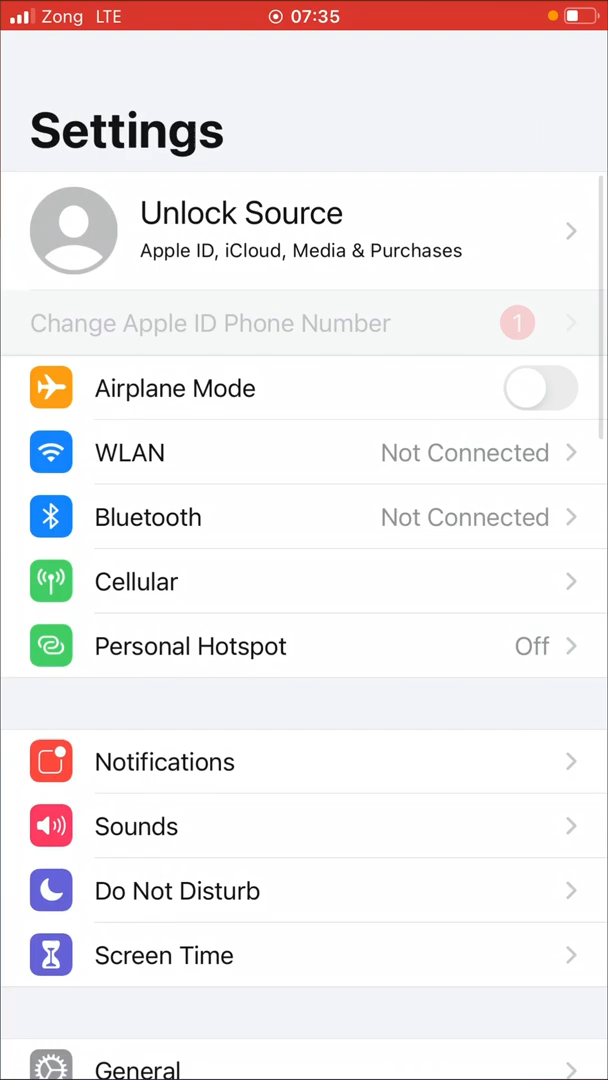 Zong LTE 07:35
Settings
Unlock Source
Apple ID, iCloud, Media & Purchases
Change Apple ID Phone Number 1
Airplane Mode
WLAN Not Connected
Bluetooth Not Connected
Cellular
Personal Hotspot Off
Notifications
Sounds
Do Not Disturb
Screen Time
General